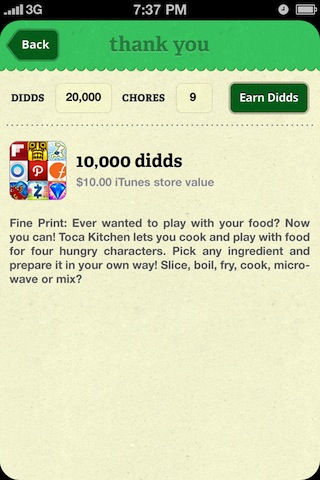 3G 7:37 PM
Back
thank you
DIDDS 20,000 CHORES 9 Earn Didds
10,000 didds
$10.00 iTunes store value
Fine Print: Ever wanted to play with your food? Now
you can! Toca Kitchen lets you cook and play with food
for four hungry characters. Pick any ingredient and
prepare it in your own way! Slice, boil, fry, cook, micro-
wave or mix?